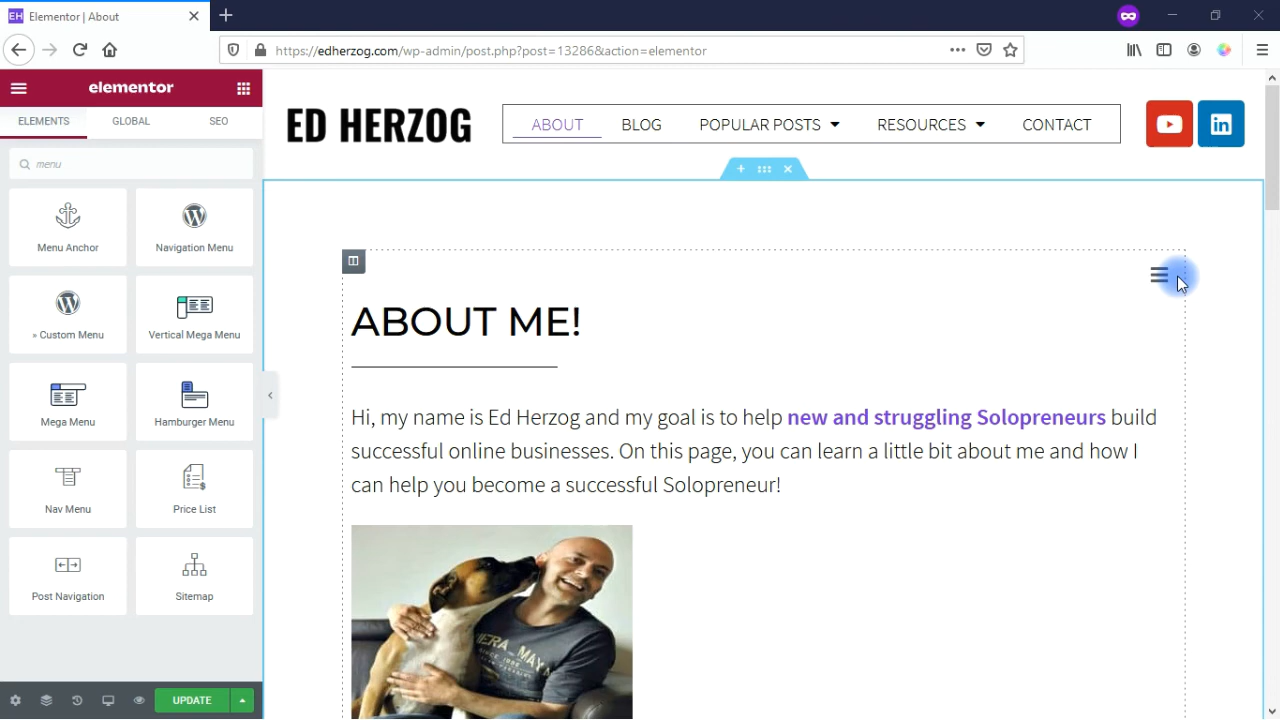 EH Elementor | About
https://edherzog.com/wp-admin/post.php?post=13286&action=elementor
elementor
ELEMENTS GLOBAL SEO
menu
Menu Anchor
Navigation Menu
» Custom Menu
Vertical Mega Menu
Mega Menu
Hamburger Menu
Nav Menu
Price List
Post Navigation
Sitemap
UPDATE
ED HERZOG
ABOUT BLOG POPULAR POSTS RESOURCES CONTACT
in
ABOUT ME!
Hi, my name is Ed Herzog and my goal is to help new and struggling Solopreneurs build
successful online businesses. On this page, you can learn a little bit about me and how I
can help you become a successful Solopreneur!